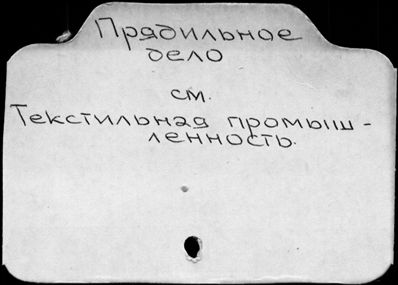 Прядильное
дело
см.
Текстильная промыш-
ленность.